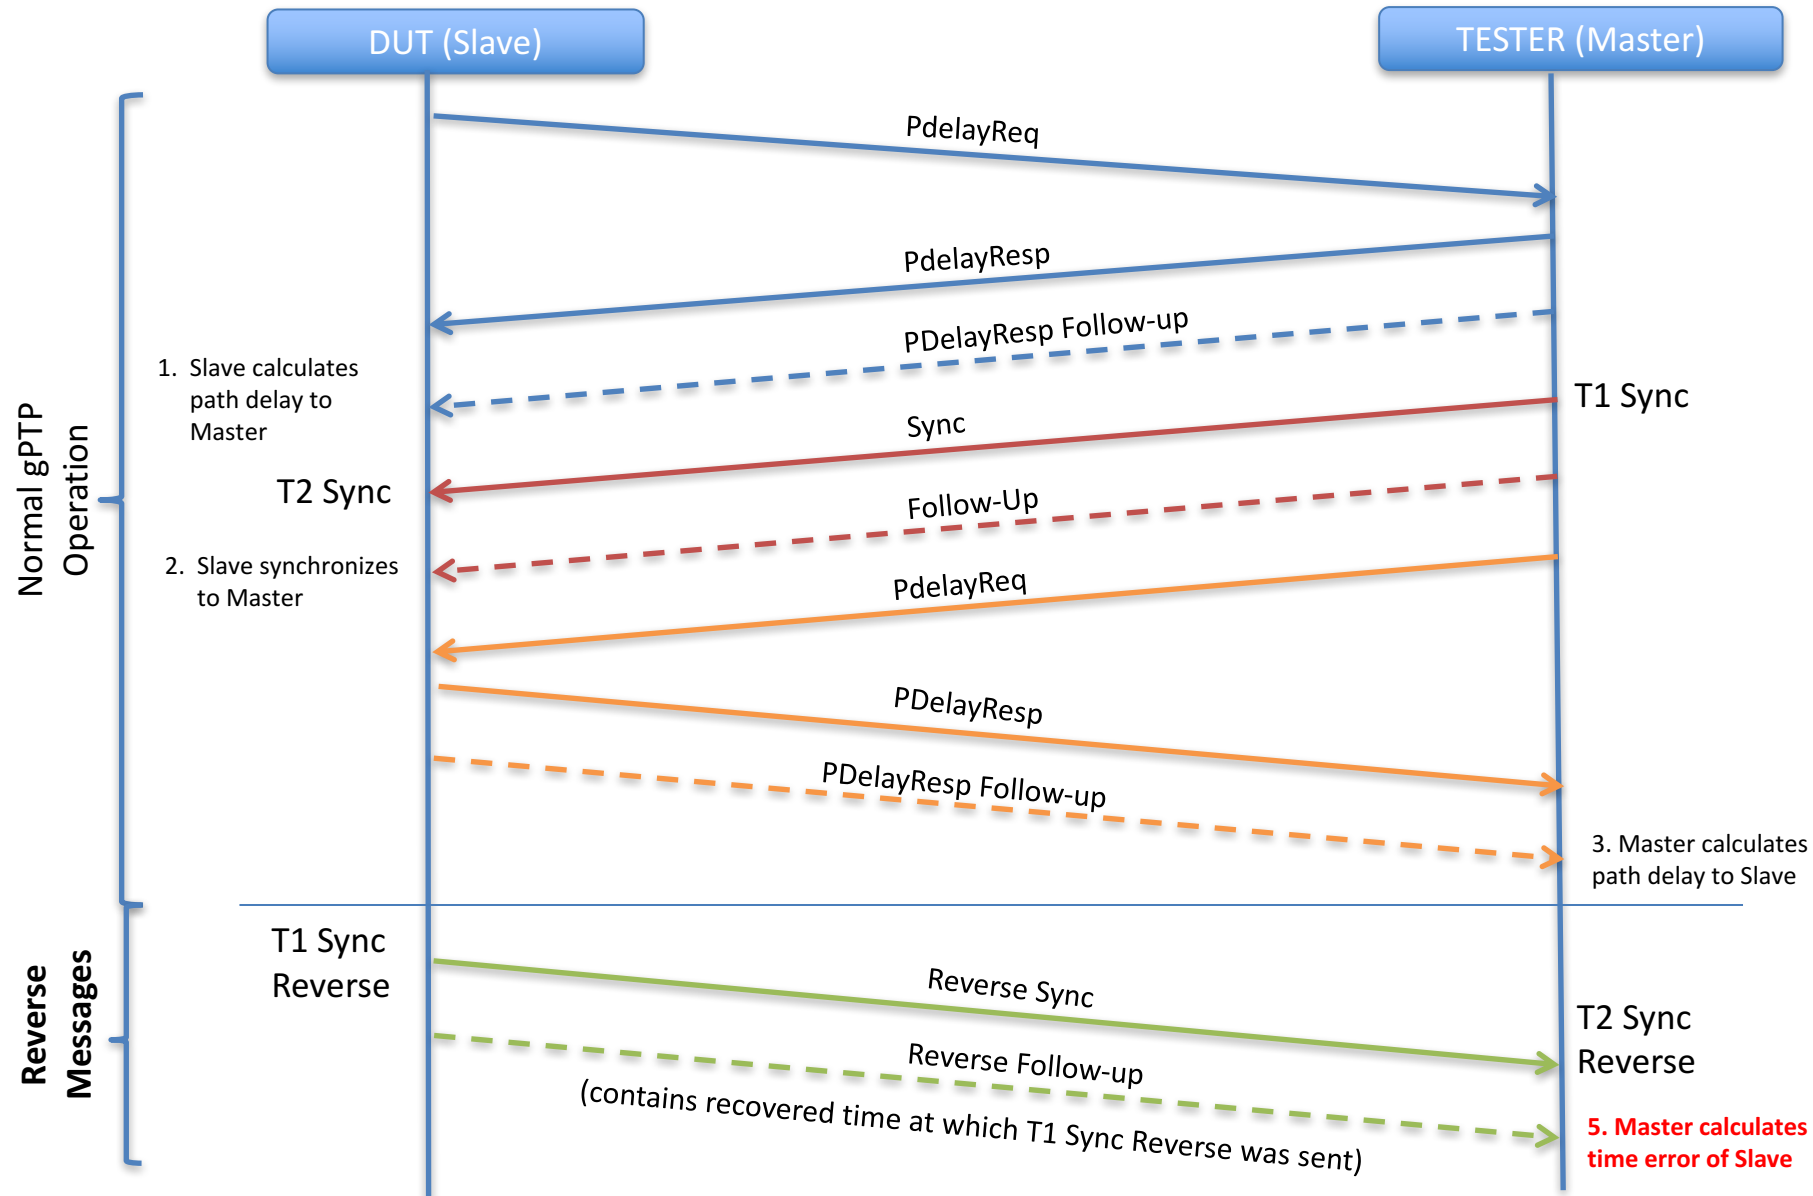 DUT (Slave)
TESTER (Master)
PdelayReq
PdelayResp
PDelayResp Follow-up
1. Slave calculates
path delay to
Master
T1 Sync
Sync
T2 Sync
Follow-Up
Normal gPTP
Operation
2. Slave synchronizes
to Master
PdelayReq
PDelayResp
PDelayResp Follow-up
3. Master calculates
path delay to Slave
T1 Sync
Reverse
Reverse
Messages
Reverse Sync
T2 Sync
Reverse
Reverse Follow-up
(contains recovered time at which T1 Sync Reverse was sent)
5. Master calculates
time error of Slave